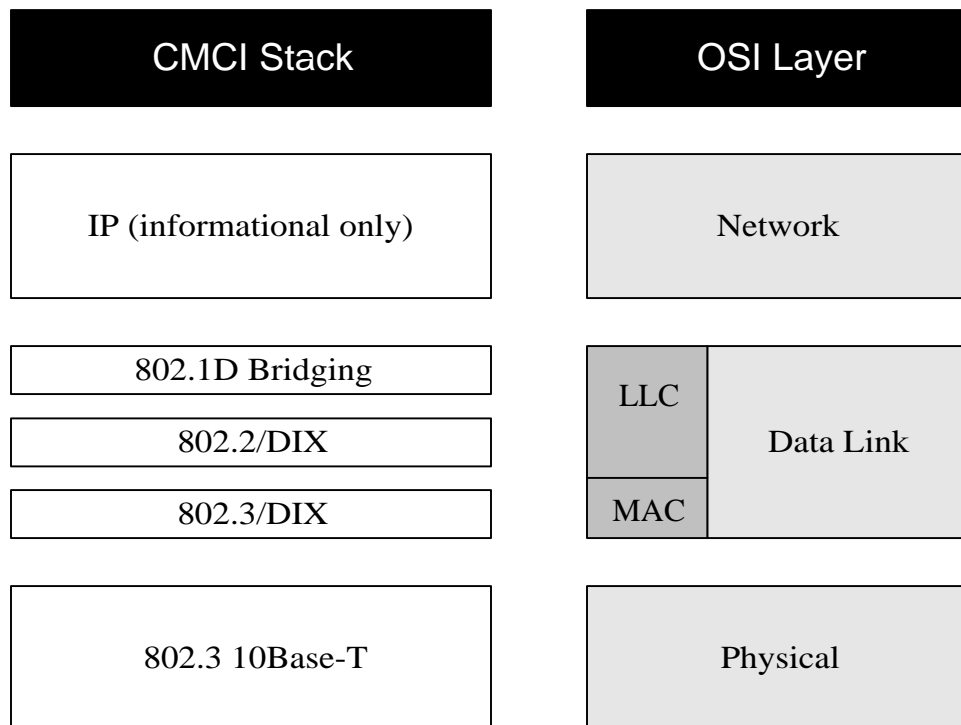 CMCI Stack
OSI Layer
IP (informational only)
Network
802.1D Bridging
802.2/DIX
802.3/DIX
LLC
MAC
Data Link
802.3 10Base-T
Physical